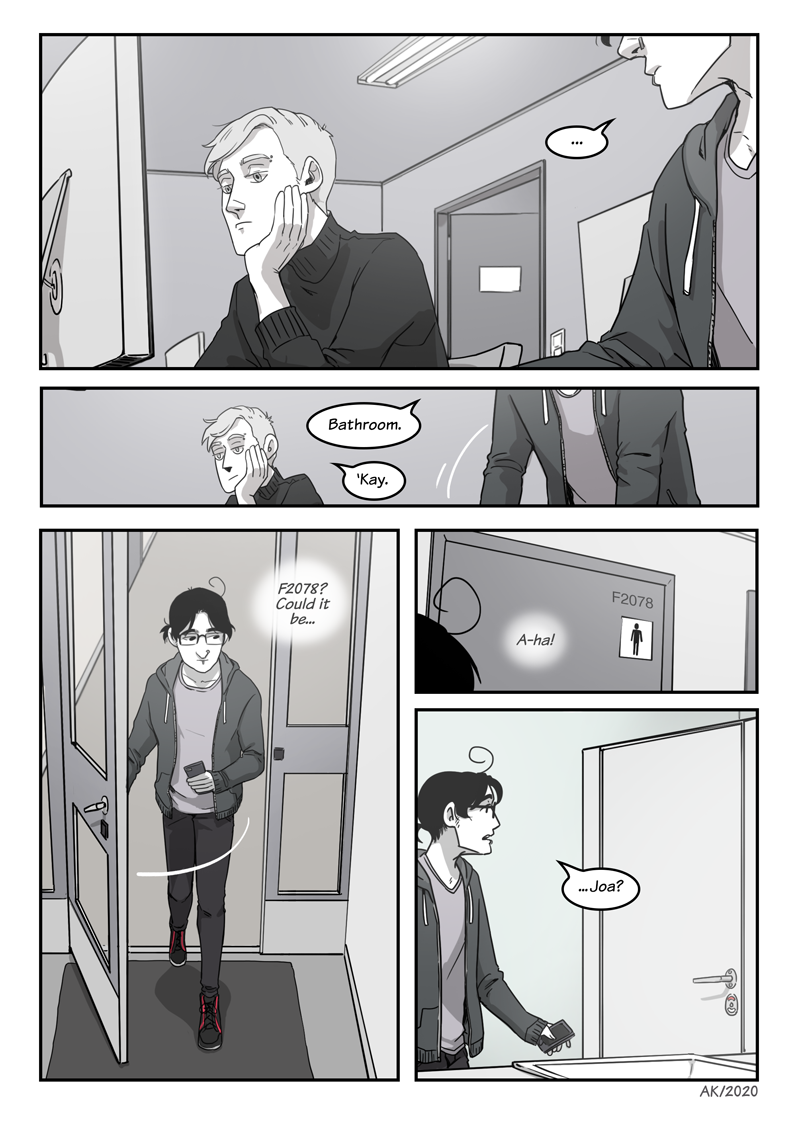 ...
Bathroom.
'Kay.
F2078?
Could it
be...
F2078
A-ha!
...Joa?
AK/2020